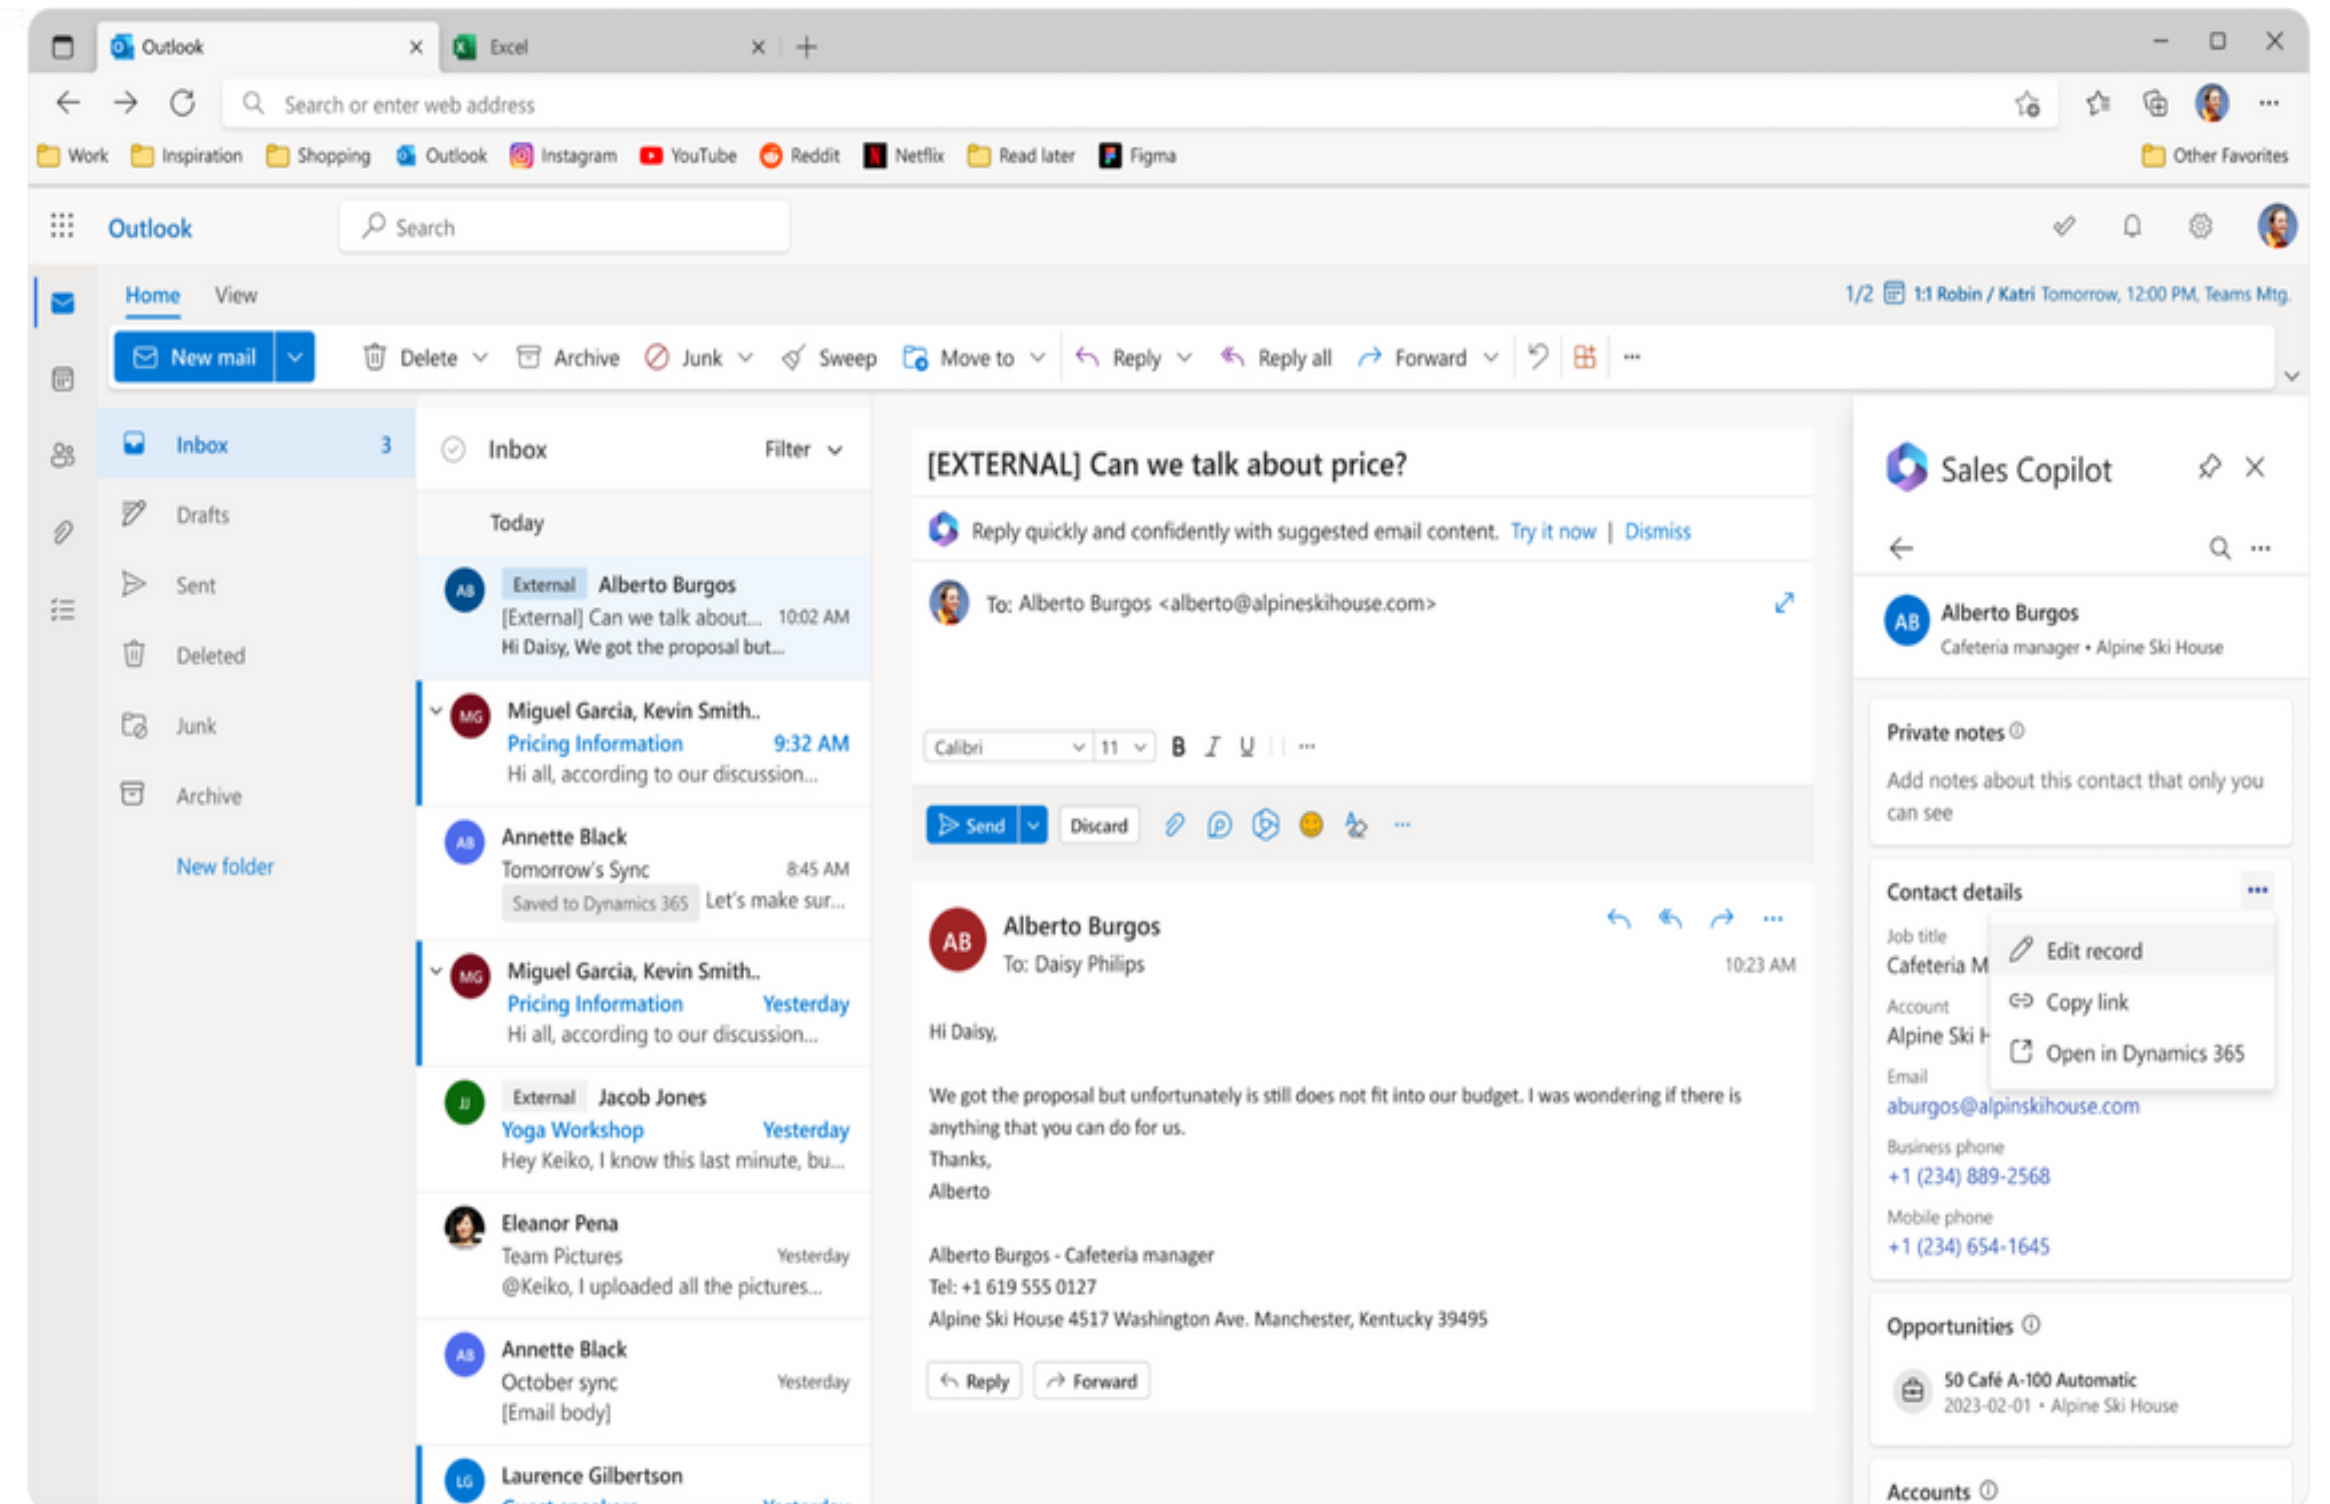 Outlook
Excel
Search or enter web address
Work Inspiration Shopping Outlook Instagram YouTube Reddit Netflix Read later Figma Other Favorites
Outlook
Search
Home View
1/2 1:1 Robin / Katri Tomorrow, 12:00 PM, Teams Mtg.
New mail Delete Archive Junk Sweep Move to Reply Reply all Forward
Inbox 3
Drafts
Sent
Deleted
Junk
Archive
New folder
Inbox Filter
Today
AB
External Alberto Burgos
[External] Can we talk about... 10:02 AM
Hi Daisy, We got the proposal but...
MG
Miguel Garcia, Kevin Smith..
Pricing Information 9:32 AM
Hi all, according to our discussion...
AB
Annette Black
Tomorrow's Sync 8:45 AM
Saved to Dynamics 365 Let's make sur...
MG
Miguel Garcia, Kevin Smith..
Pricing Information Yesterday
Hi all, according to our discussion...
JJ
External Jacob Jones
Yoga Workshop Yesterday
Hey Keiko, I know this last minute, bu...
Eleanor Pena
Team Pictures Yesterday
@Keiko, I uploaded all the pictures...
AB
Annette Black
October sync Yesterday
[Email body]
LG
Laurence Gilbertson
[EXTERNAL] Can we talk about price?
Reply quickly and confidently with suggested email content. Try it now | Dismiss
To: Alberto Burgos <alberto@alpineskihouse.com>
Calibri 11 B I U
Send Discard
AB
Alberto Burgos
To: Daisy Philips 10:23 AM
Hi Daisy,
We got the proposal but unfortunately is still does not fit into our budget. I was wondering if there is
anything that you can do for us.
Thanks,
Alberto
Alberto Burgos - Cafeteria manager
Tel: +1 619 555 0127
Alpine Ski House 4517 Washington Ave. Manchester, Kentucky 39495
Reply Forward
Sales Copilot
AB
Alberto Burgos
Cafeteria manager • Alpine Ski House
Private notes
Add notes about this contact that only you
can see
Contact details
Job title
Cafeteria M
Account
Alpine Ski H
Edit record
Copy link
Open in Dynamics 365
Email
aburgos@alpinskihouse.com
Business phone
+1 (234) 889-2568
Mobile phone
+1 (234) 654-1645
Opportunities
50 Café A-100 Automatic
2023-02-01 • Alpine Ski House
Accounts